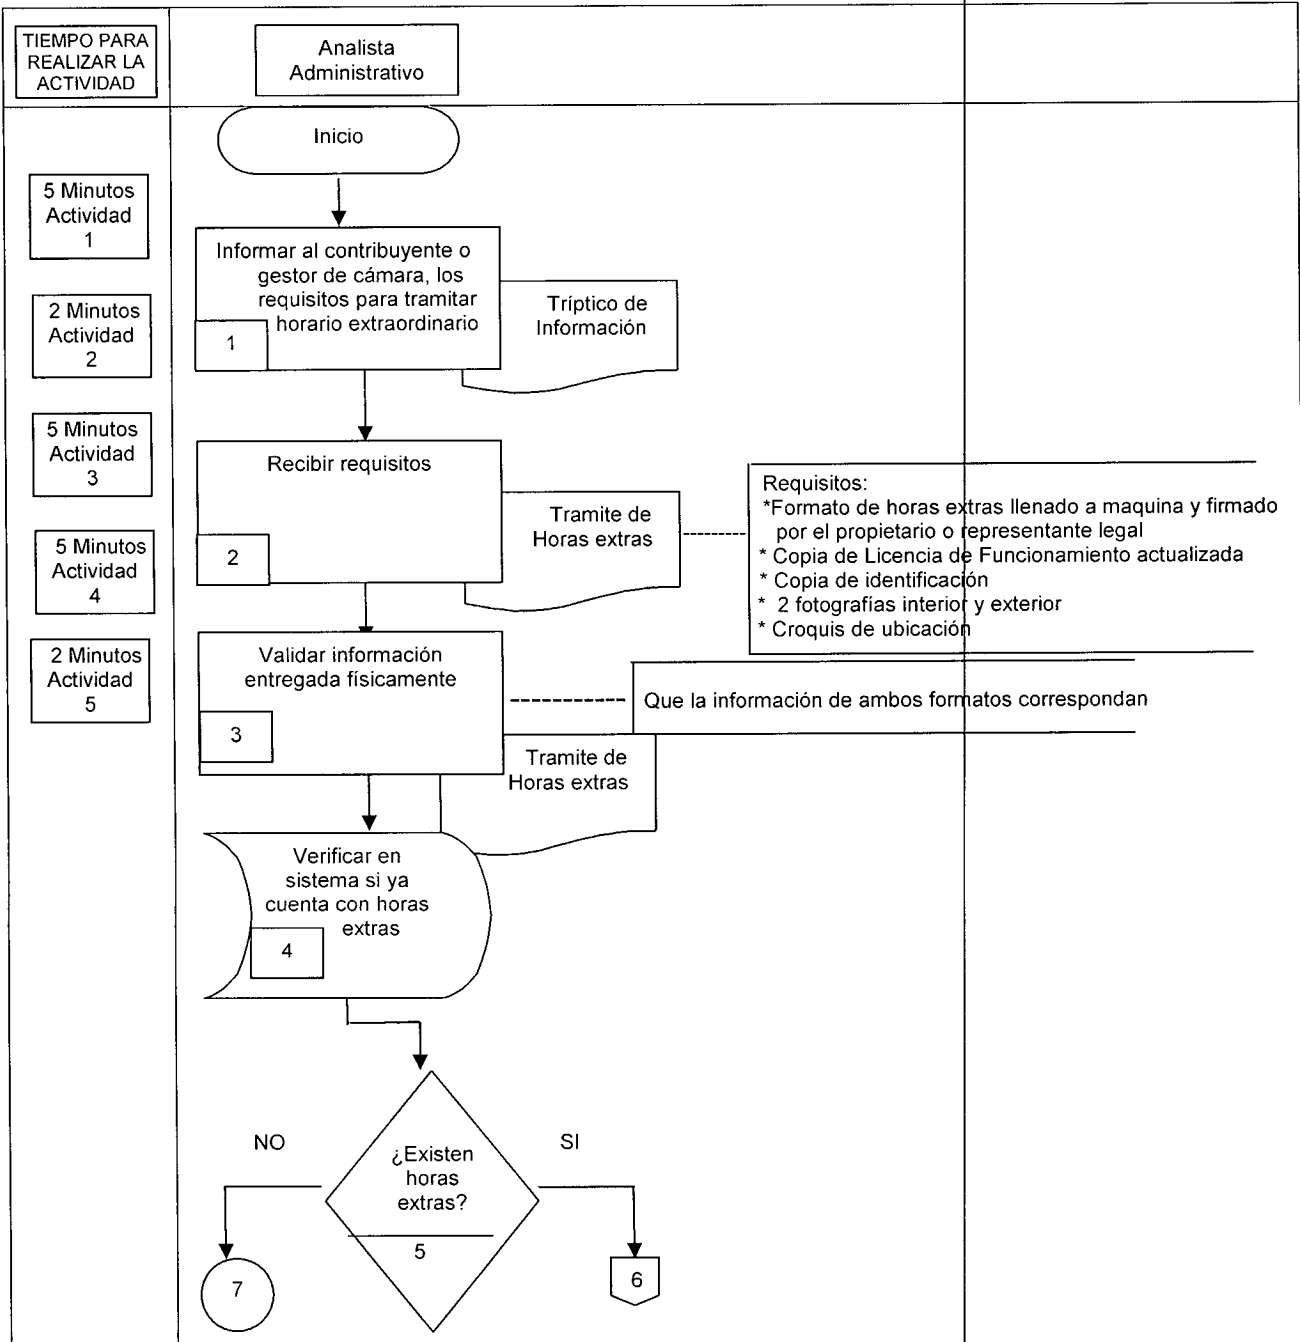 TIEMPO PARA
REALIZAR LA
ACTIVIDAD
Analista
Administrativo
Inicio
5 Minutos
Actividad
1
Informar al contribuyente o
gestor de cámara, los
requisitos para tramitar
horario extraordinario
1
Tríptico de
Información
2 Minutos
Actividad
2
5 Minutos
Actividad
3
Recibir requisitos
2
Tramite de
Horas extras
Requisitos:
*Formato de horas extras llenado a maquina y firmado
por el propietario o representante legal
* Copia de Licencia de Funcionamiento actualizada
* Copia de identificación
* 2 fotografías interior y exterior
* Croquis de ubicación
5 Minutos
Actividad
4
2 Minutos
Actividad
5
Validar información
entregada físicamente
3
Que la información de ambos formatos correspondan
Tramite de
Horas extras
Verificar en
sistema si ya
cuenta con horas
extras
4
NO
SI
¿Existen
horas
extras?
5
7
6